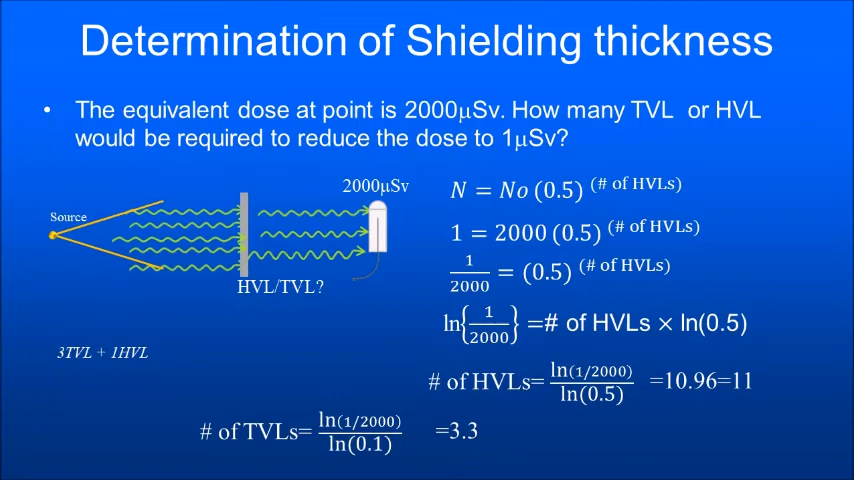 Determination of Shielding thickness
• The equivalent dose at point is 2000μSv. How many TVL or HVL
would be required to reduce the dose to 1μSv?
2000μSv
Source
HVL/TVL?
N = No (0.5) (# of HVLs)
1 = 2000 (0.5) (# of HVLs)
1/2000 = (0.5) (# of HVLs)
ln{1/2000} =# of HVLs × ln(0.5)
3TVL + 1HVL
# of HVLs= ln(1/2000)/ln(0.5) =10.96=11
# of TVLs= ln(1/2000)/ln(0.1) =3.3